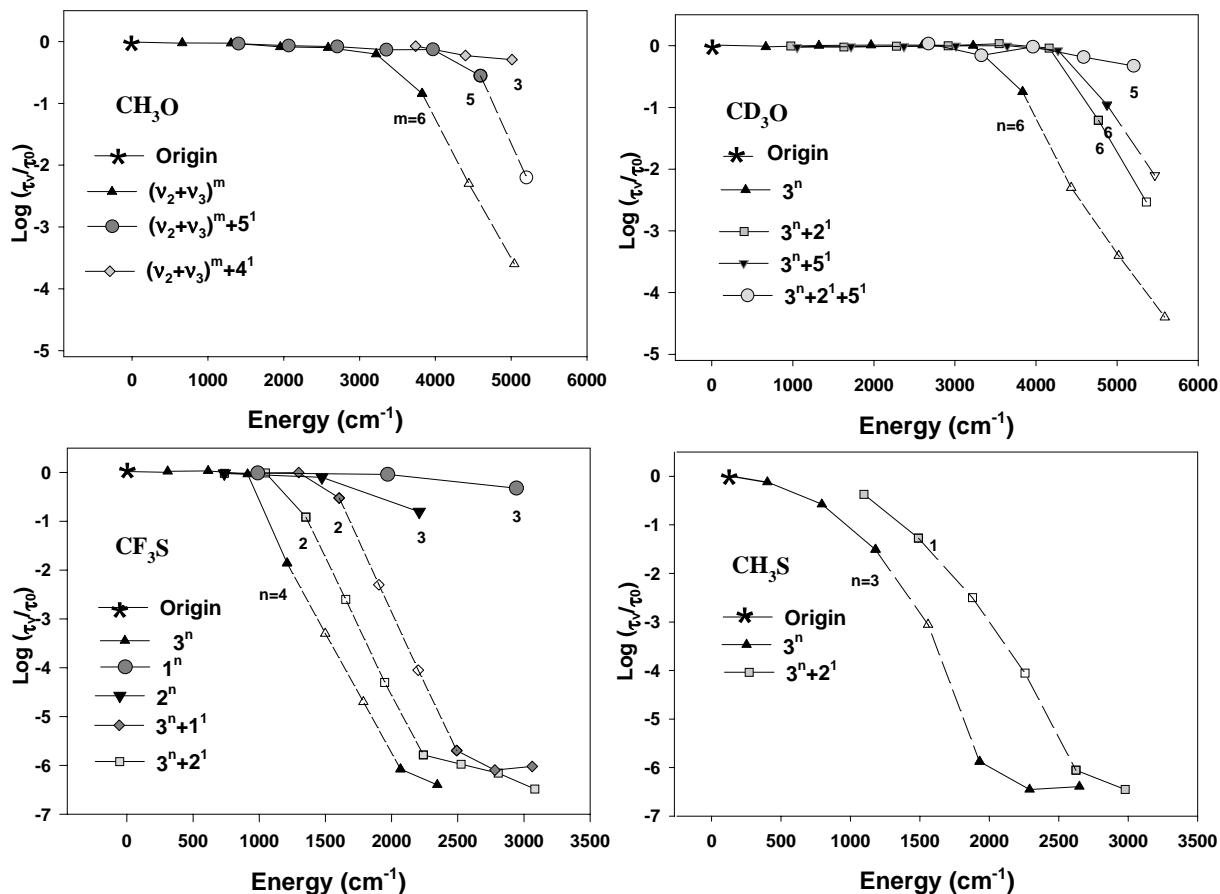 0
-1
-2
-3
-4
-5
Log (τᵥ/τ⁰)
CH₃O
Origin
(ν₂+ν₃)ᵐ
(ν₂+ν₃)ᵐ+5¹
(ν₂+ν₃)ᵐ+4¹
m=6
5
3
0 1000 2000 3000 4000 5000 6000
Energy (cm⁻¹)
0
-1
-2
-3
-4
-5
Log (τᵥ/τ⁰)
CD₃O
Origin
3ⁿ
3ⁿ+2¹
3ⁿ+5¹
3ⁿ+2¹+5¹
n=6
6
6
5
0 1000 2000 3000 4000 5000 6000
Energy (cm⁻¹)
0
-1
-2
-3
-4
-5
-6
-7
Log (τᵥ/τ⁰)
CF₃S
Origin
3ⁿ
1ⁿ
2ⁿ
3ⁿ+1¹
3ⁿ+2¹
n=4
2
2
3
3
0 500 1000 1500 2000 2500 3000 3500
Energy (cm⁻¹)
0
-1
-2
-3
-4
-5
-6
-7
Log (τᵥ/τ⁰)
CH₃S
Origin
3ⁿ
3ⁿ+2¹
n=3
1
0 500 1000 1500 2000 2500 3000 3500
Energy (cm⁻¹)